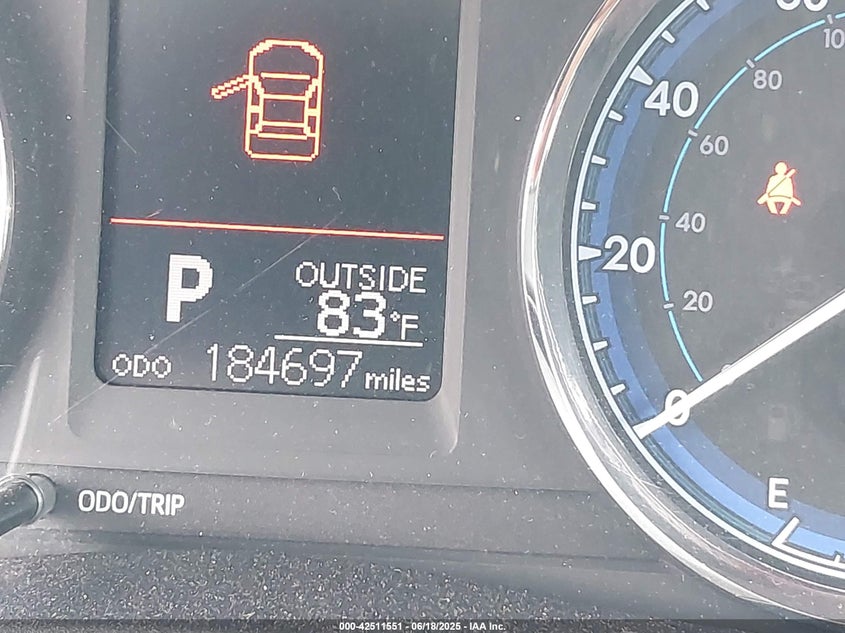 P
OUTSIDE
83°F
ODO 184697 miles
ODO/TRIP
40
20
0
100
80
60
40
20
E
000-42511551 - 06/18/2025 - IAA Inc.